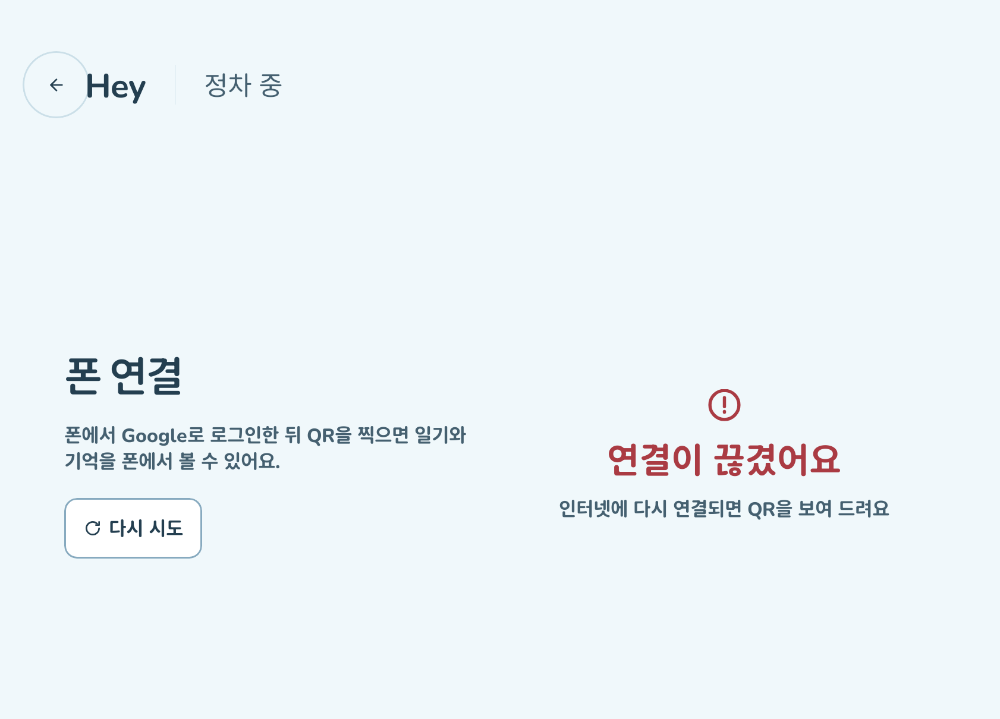 Hey
정차 중
폰 연결
폰에서 Google로 로그인한 뒤 QR을 찍으면 일기와
기억을 폰에서 볼 수 있어요.
다시 시도
연결이 끊겼어요
인터넷에 다시 연결되면 QR을 보여 드려요